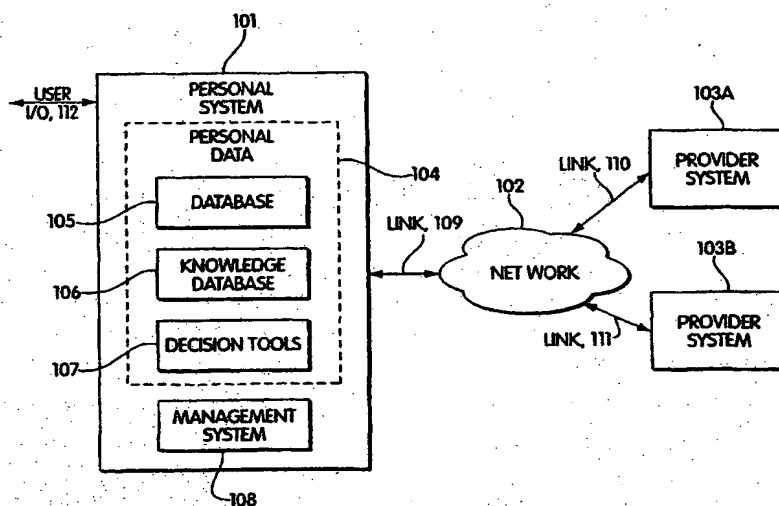 101
PERSONAL
SYSTEM
USER
I/O, 112
PERSONAL
DATA
104
105
DATABASE
106
KNOWLEDGE
DATABASE
107
DECISION TOOLS
MANAGEMENT
SYSTEM
108
LINK, 109
102
NET WORK
LINK, 110
103A
PROVIDER
SYSTEM
103B
PROVIDER
SYSTEM
LINK, 111